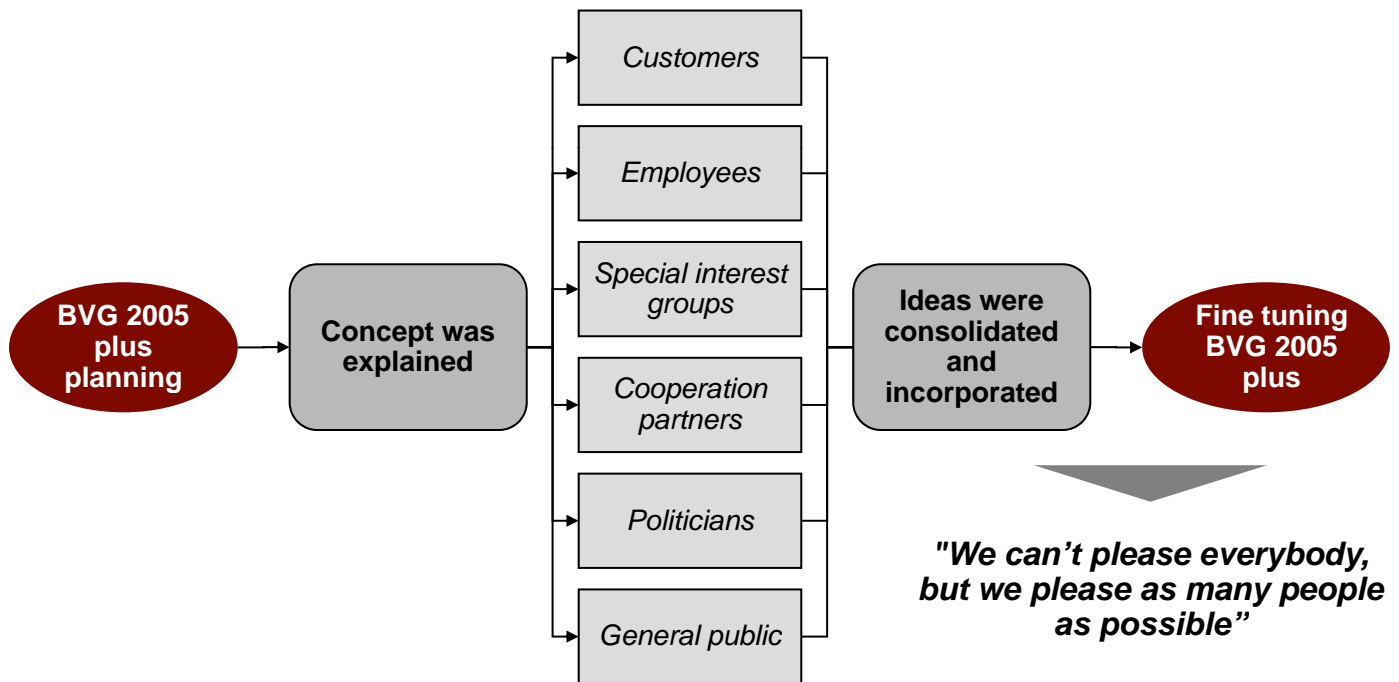 BVG 2005
plus
planning
Concept was
explained
Customers
Employees
Special interest
groups
Cooperation
partners
Politicians
General public
Ideas were
consolidated
and
incorporated
Fine tuning
BVG 2005
plus
"We can’t please everybody,
but we please as many people
as possible”